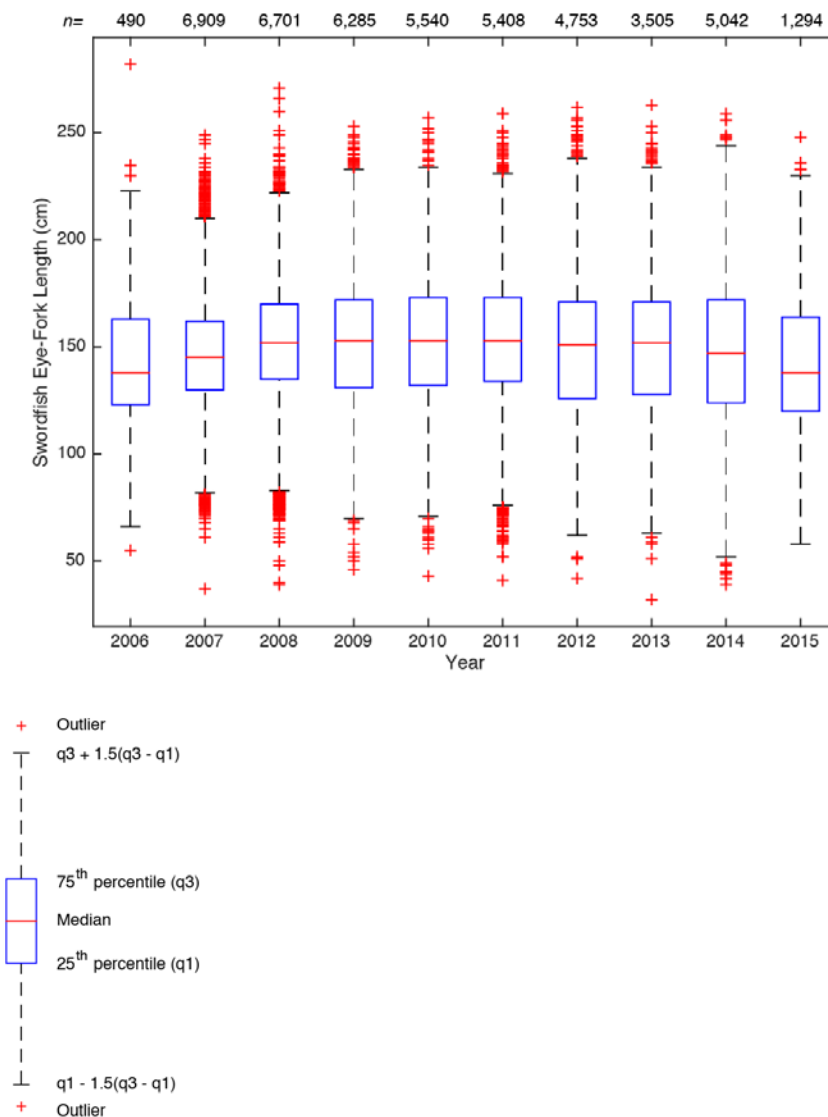 n= 490 6,909 6,701 6,285 5,540 5,408 4,753 3,505 5,042 1,294
Swordfish Eye-Fork Length (cm)
250
200
150
100
50
2006 2007 2008 2009 2010 2011 2012 2013 2014 2015
Year
Outlier
q3 + 1.5(q3 - q1)
75th percentile (q3)
Median
25th percentile (q1)
q1 - 1.5(q3 - q1)
Outlier